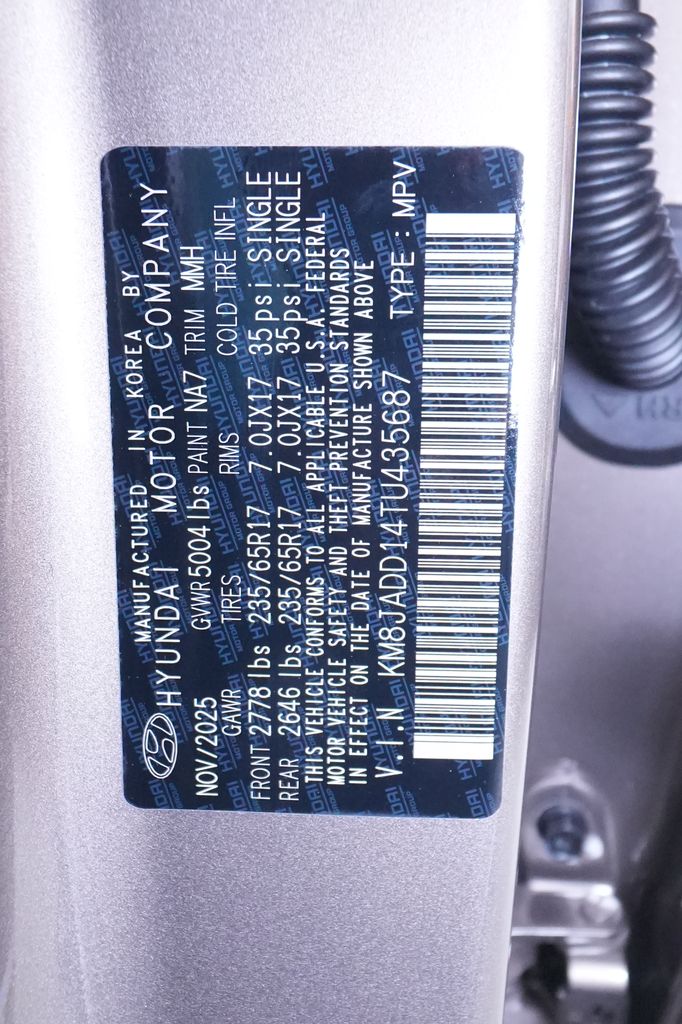 MANUFACTURED IN KOREA BY
HYUNDAI MOTOR COMPANY
NOV/2025 GVWR 5004 lbs PAINT NA7 TRIM MMH
GAWR TIRES RIMS COLD TIRE INFL
FRONT 2778 lbs 235/65R17 7.0JX17 35 psi SINGLE
REAR 2646 lbs 235/65R17 7.0JX17 35 psi SINGLE
THIS VEHICLE CONFORMS TO ALL APPLICABLE U.S.A. FEDERAL
MOTOR VEHICLE SAFETY AND THEFT PREVENTION STANDARDS
IN EFFECT ON THE DATE OF MANUFACTURE SHOWN ABOVE
V.I.N KM8JADD14TU435687 TYPE : MPV
RH